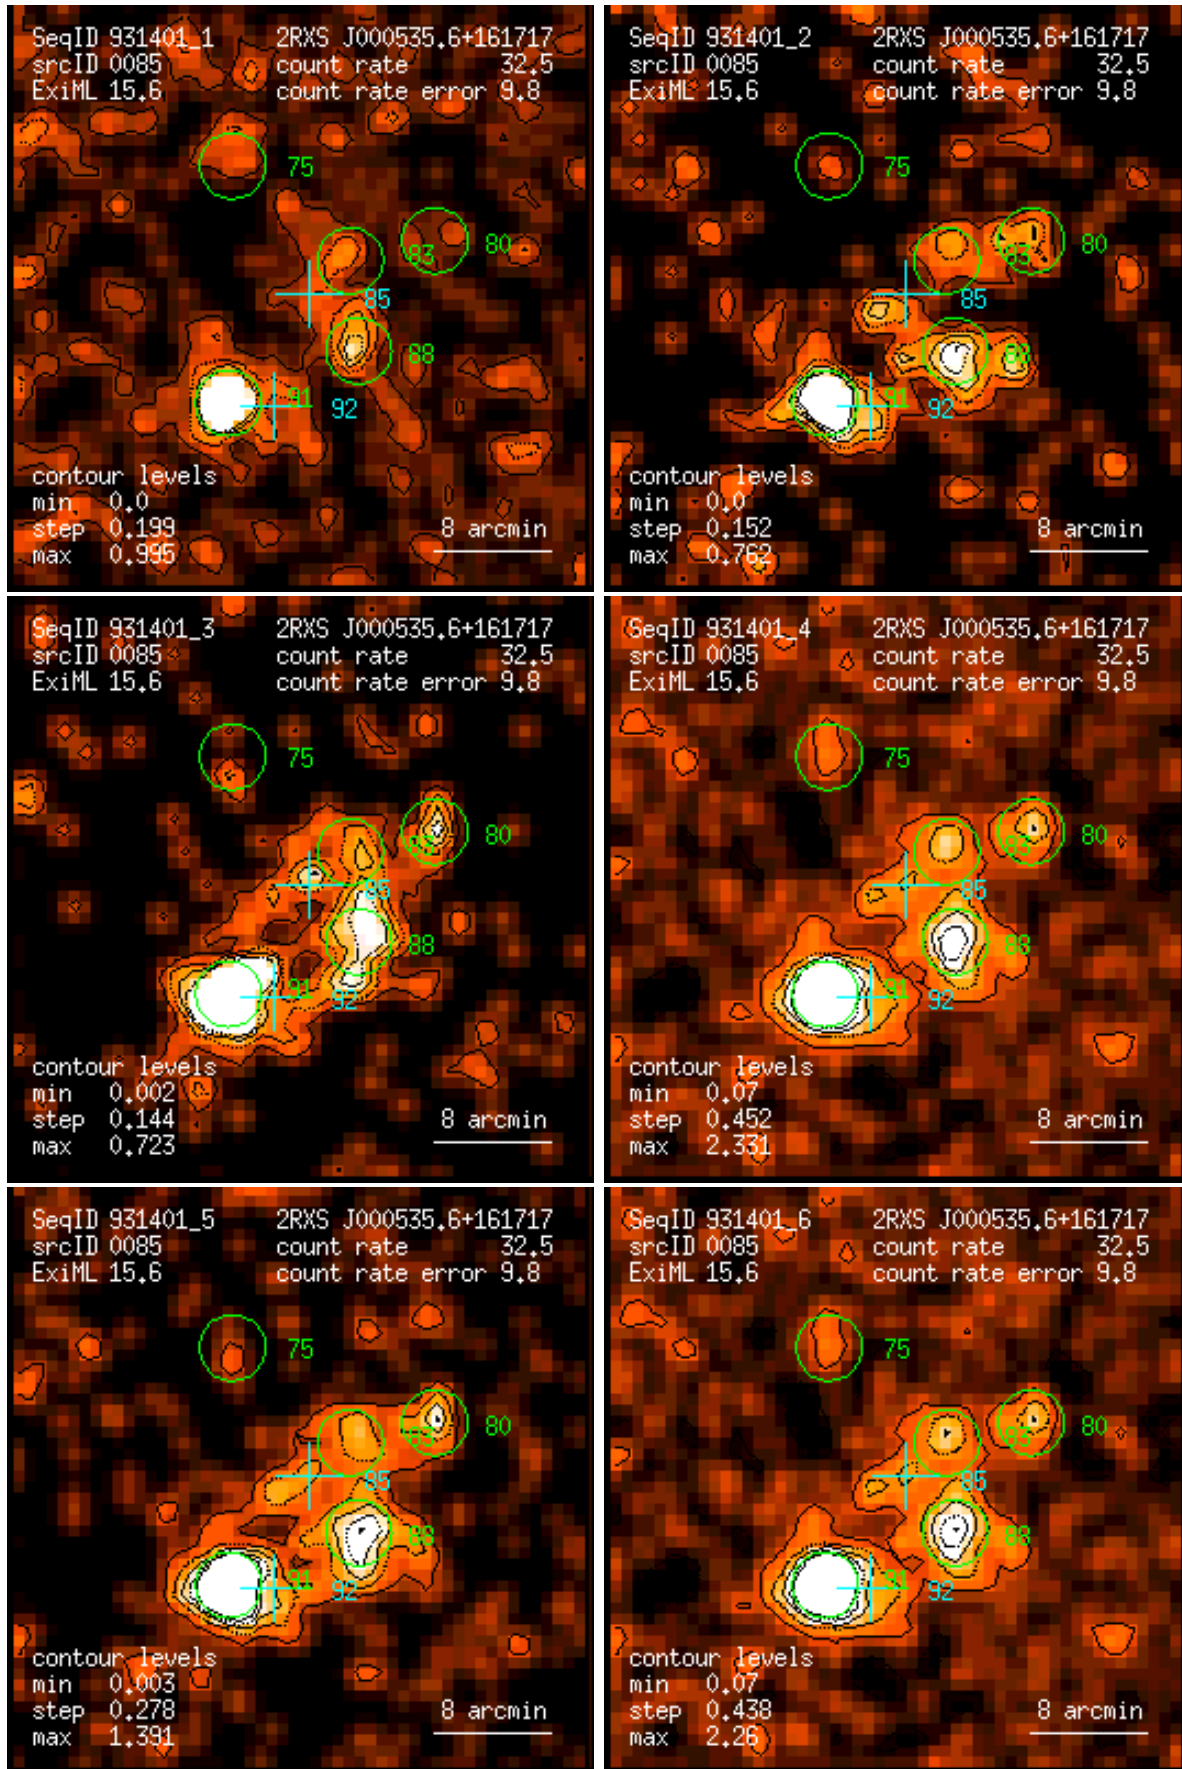 SeqID 931401_1 2RXS J000535.6+161717
srcID 0085 count rate 32.5
ExiML 15.6 count rate error 9.8
75
83 80
85
88
91 92
contour levels
min 0.0
step 0.199 8 arcmin
max 0.995
SeqID 931401_2 2RXS J000535.6+161717
srcID 0085 count rate 32.5
ExiML 15.6 count rate error 9.8
75
80
85
88
91 92
contour levels
min 0.0
step 0.152 8 arcmin
max 0.762
SeqID 931401_3 2RXS J000535.6+161717
srcID 0085 count rate 32.5
ExiML 15.6 count rate error 9.8
75
83 80
85
88
91 92
contour levels
min 0.002
step 0.144 8 arcmin
max 0.723
SeqID 931401_4 2RXS J000535.6+161717
srcID 0085 count rate 32.5
ExiML 15.6 count rate error 9.8
75
83 80
85
88
91 92
contour levels
min 0.07
step 0.452 8 arcmin
max 2.331
SeqID 931401_5 2RXS J000535.6+161717
srcID 0085 count rate 32.5
ExiML 15.6 count rate error 9.8
75
83 80
85
88
91 92
contour levels
min 0.003
step 0.278 8 arcmin
max 1.391
SeqID 931401_6 2RXS J000535.6+161717
srcID 0085 count rate 32.5
ExiML 15.6 count rate error 9.8
75
83 80
85
88
91 92
contour levels
min 0.07
step 0.438 8 arcmin
max 2.26